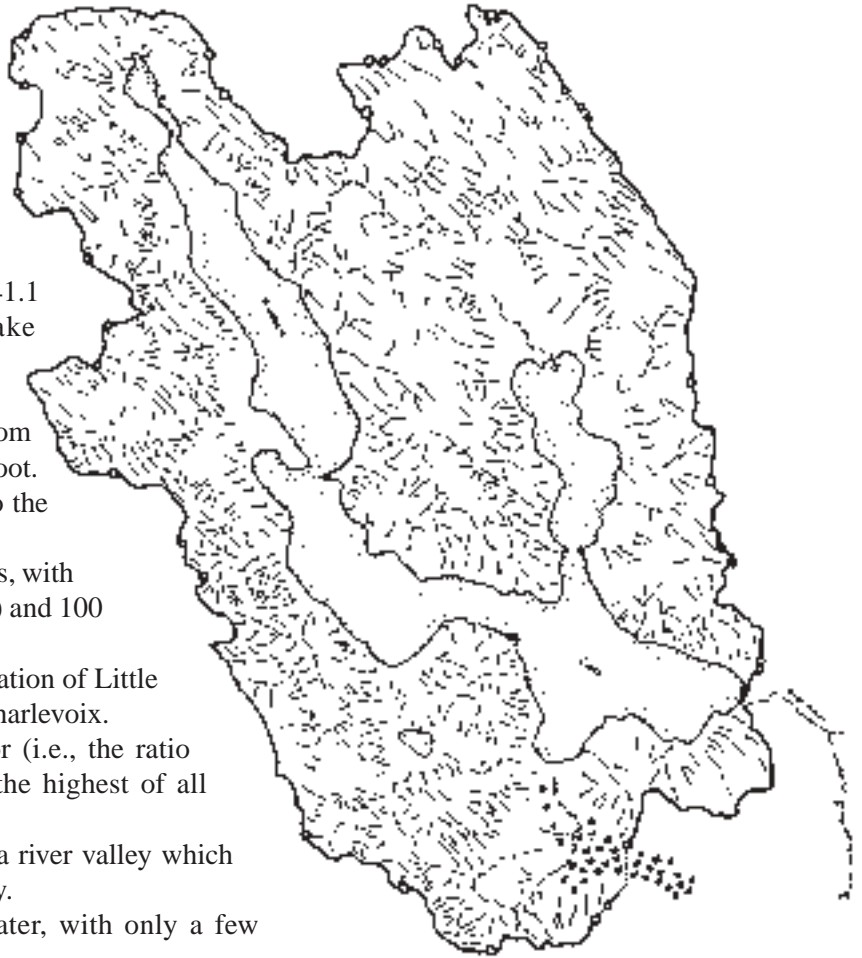 1.1
ake
om
oot.
o the
s, with
) and 100
ation of Little
harlevoix.
or (i.e., the ratio
the highest of all
a river valley which
y.
ater, with only a few